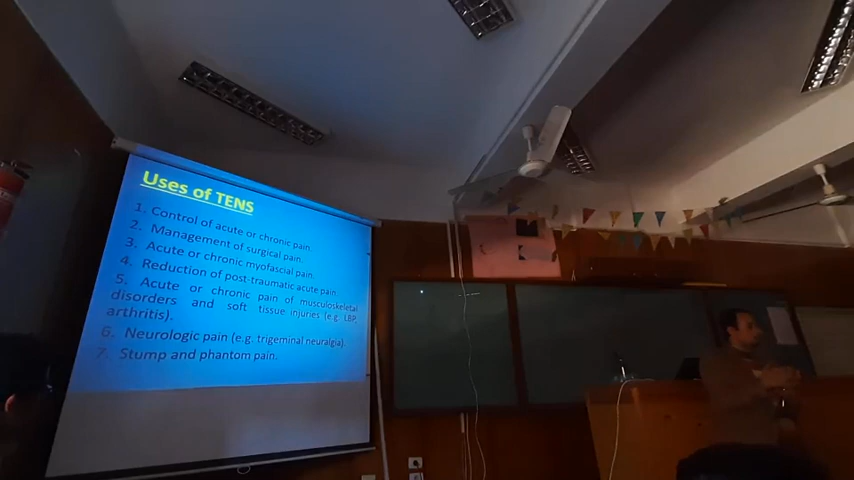 Uses of TENS
1. Control of acute or chronic pain.
2. Management of surgical pain.
3. Acute or chronic myofascial pain.
4. Reduction of post-traumatic acute pain.
5. Acute or chronic pain of musculoskeletal
disorders and soft tissue injuries (e.g. LBP,
arthritis).
6. Neurologic pain (e.g. trigeminal neuralgia).
7. Stump and phantom pain.